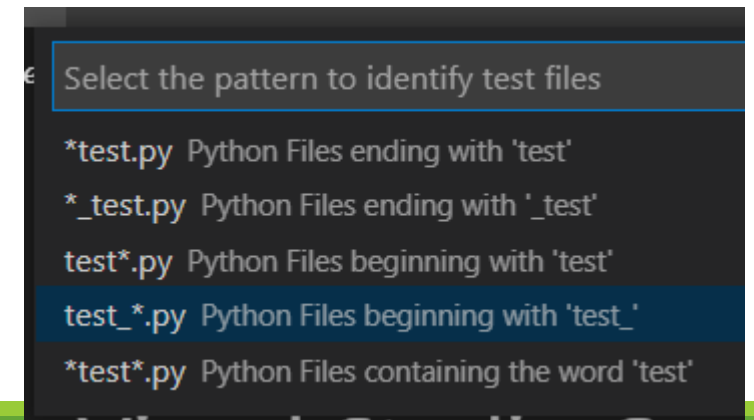 Select the pattern to identify test files
*test.py Python Files ending with 'test'
*_test.py Python Files ending with '_test'
test*.py Python Files beginning with 'test'
test_*.py Python Files beginning with 'test_'
*test*.py Python Files containing the word 'test'